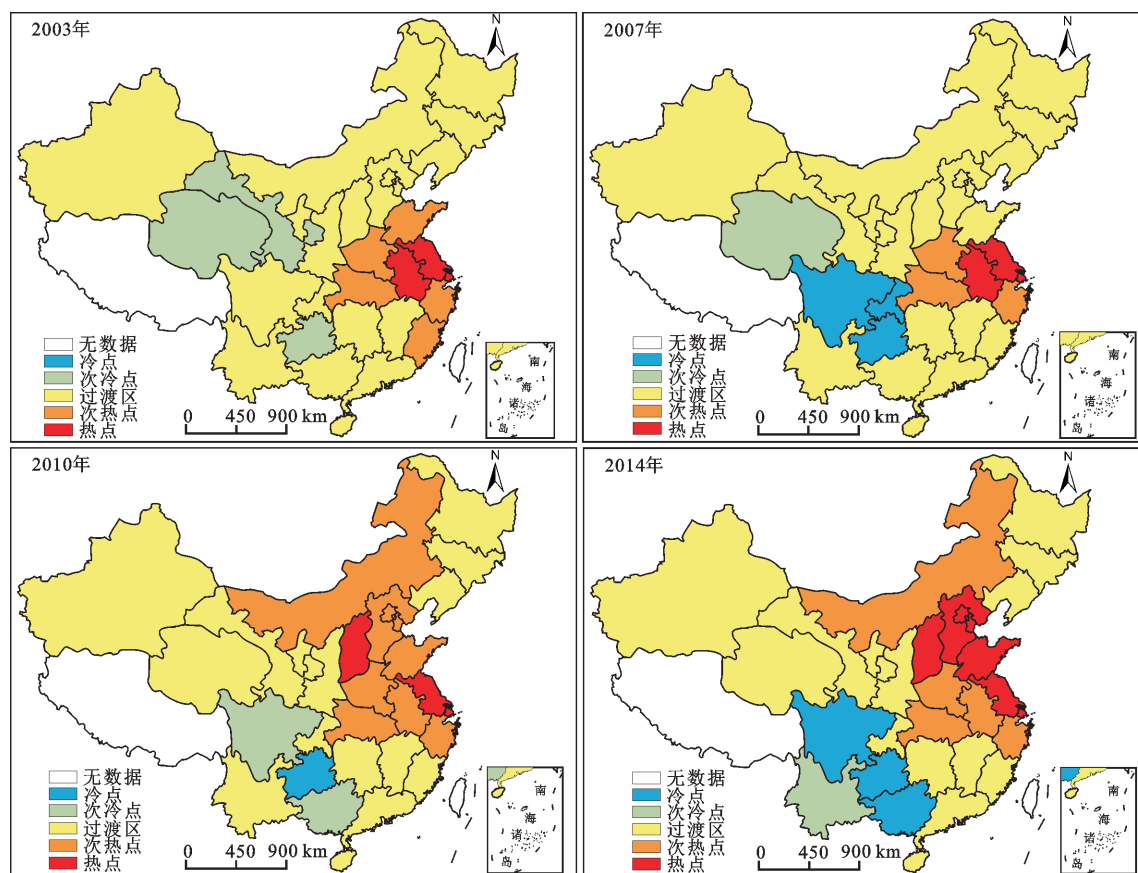 2003年
N
无数据
冷点
次冷点
过渡区
次热点
热点
0 450 900 km
南
海
诸
岛
2007年
N
无数据
冷点
次冷点
过渡区
次热点
热点
0 450 900 km
南
海
诸
岛
2010年
N
无数据
冷点
次冷点
过渡区
次热点
热点
0 450 900 km
南
海
诸
岛
2014年
N
无数据
冷点
次冷点
过渡区
次热点
热点
0 450 900 km
南
海
诸
岛